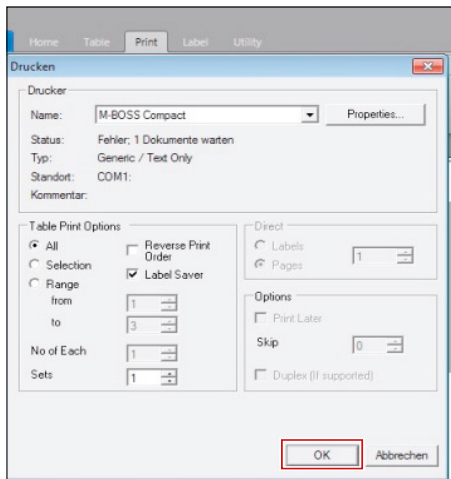 Home Table Print Label Utility
Drucken
Drucker
Name: M-BOSS Compact Properties...
Status: Fehler; 1 Dokumente warten
Typ: Generic / Text Only
Standort: COM1:
Kommentar:
Table Print Options
All
Selection
Range
from 1
to 3
No of Each 1
Sets 1
Reverse Print
Order
Label Saver
Direct
Labels
Pages
1
Options
Print Later
Skip 0
Duplex (If supported)
OK Abbrechen